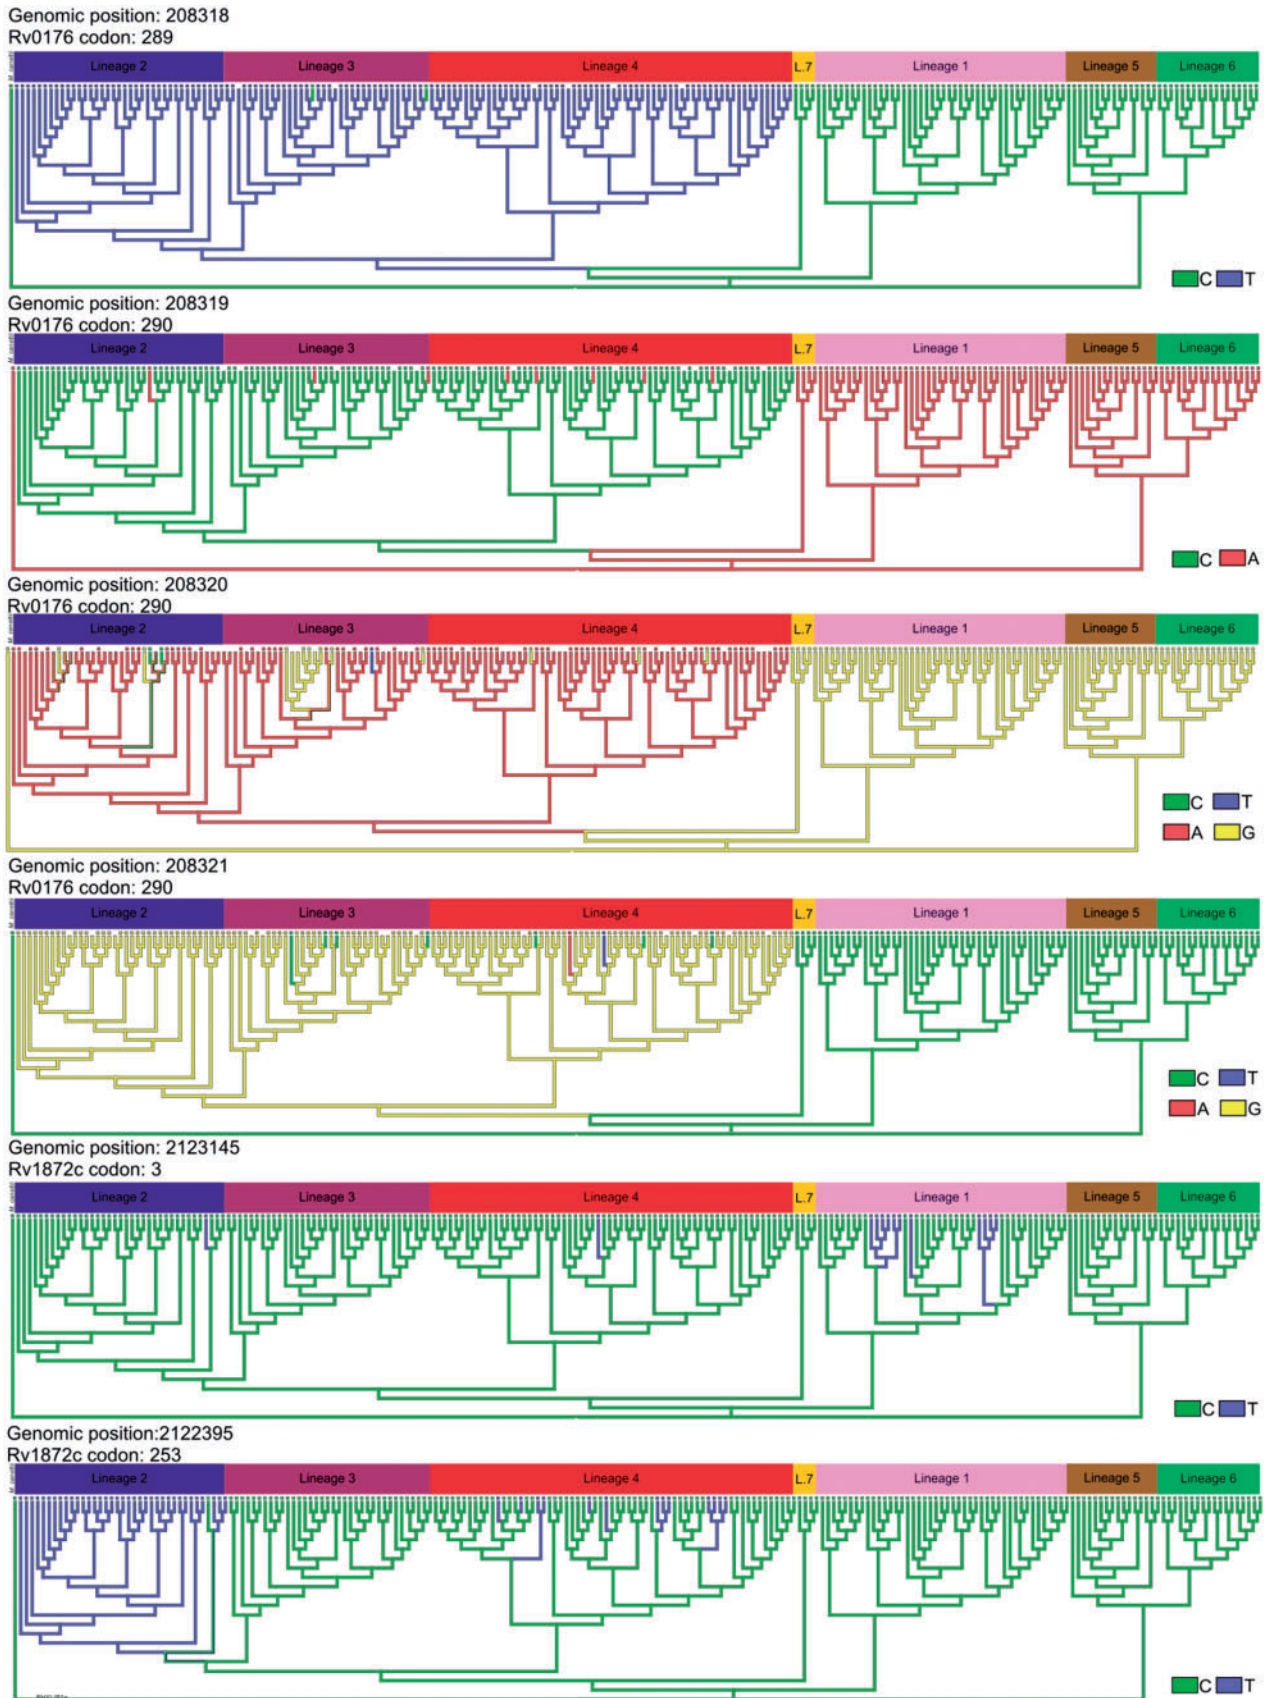 Genomic position: 208318
Rv0176 codon: 289
Lineage 2 Lineage 3 Lineage 4 L.7 Lineage 1 Lineage 5 Lineage 6
C T
Genomic position: 208319
Rv0176 codon: 290
Lineage 2 Lineage 3 Lineage 4 L.7 Lineage 1 Lineage 5 Lineage 6
C A
Genomic position: 208320
Rv0176 codon: 290
Lineage 2 Lineage 3 Lineage 4 L.7 Lineage 1 Lineage 5 Lineage 6
C T
A G
Genomic position: 208321
Rv0176 codon: 290
Lineage 2 Lineage 3 Lineage 4 L.7 Lineage 1 Lineage 5 Lineage 6
C T
A G
Genomic position: 2123145
Rv1872c codon: 3
Lineage 2 Lineage 3 Lineage 4 L.7 Lineage 1 Lineage 5 Lineage 6
C T
Genomic position:2122395
Rv1872c codon: 253
Lineage 2 Lineage 3 Lineage 4 L.7 Lineage 1 Lineage 5 Lineage 6
C T